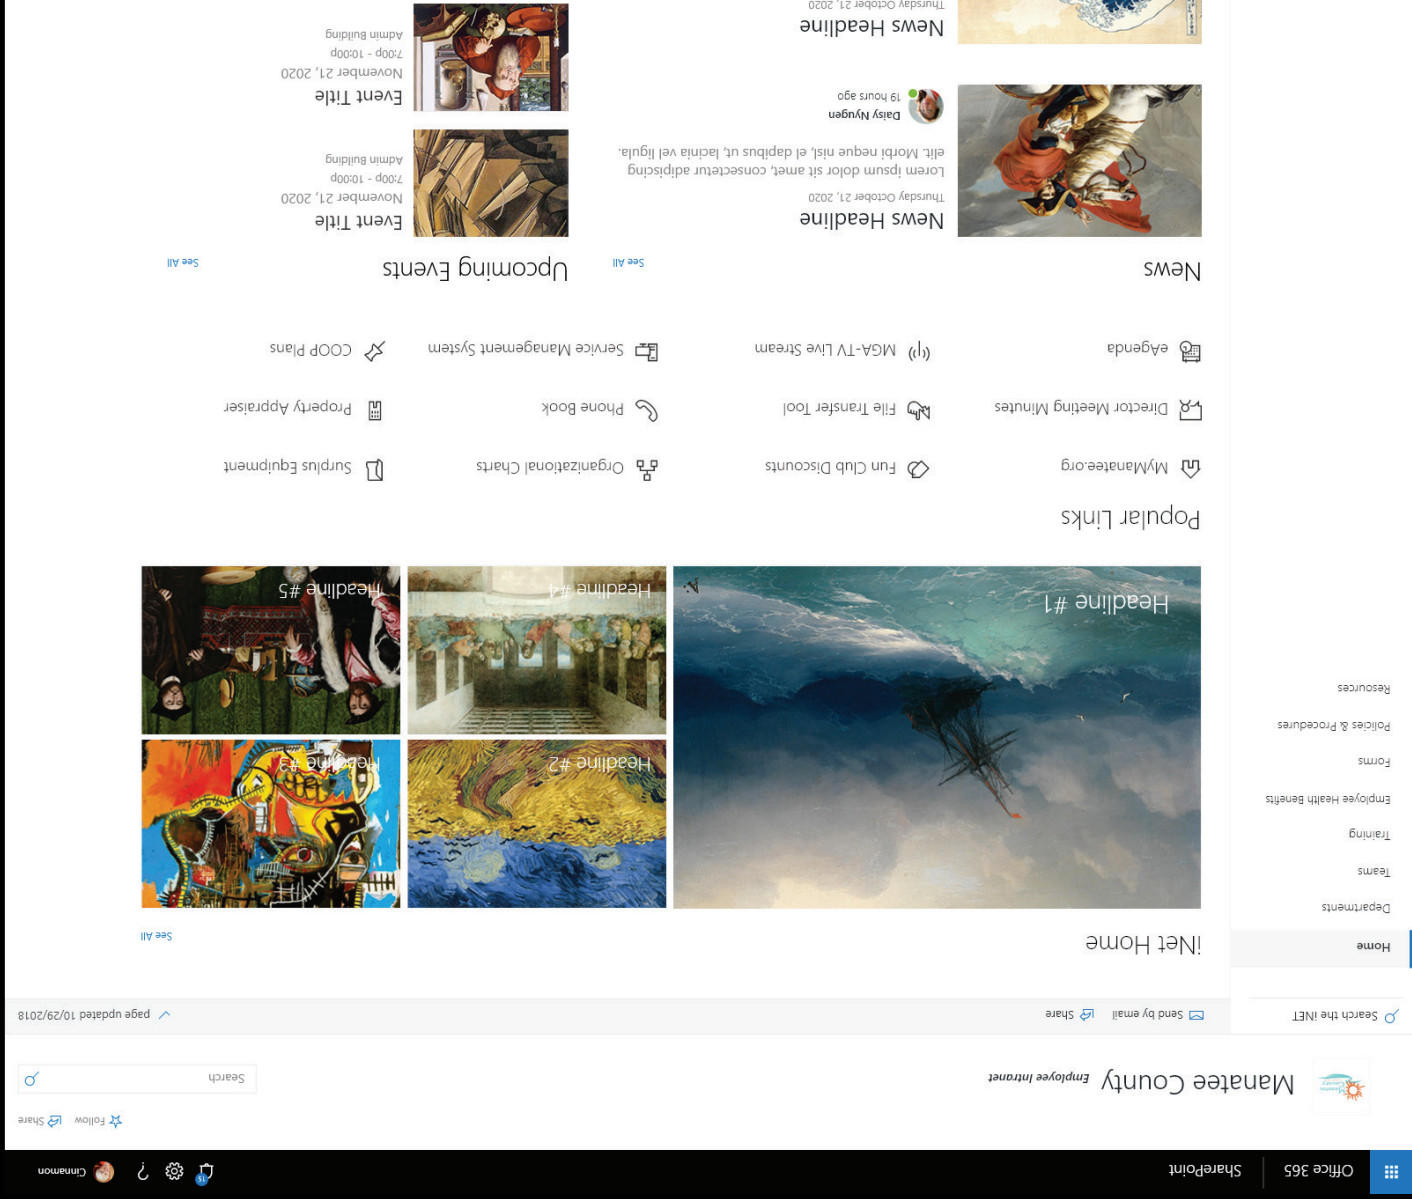 Office 365
SharePoint
15
?
Cinnamon
Follow
Share
Manatee County
Employee Intranet
Search
Search the iNET
Send by email
Share
page updated 10/29/2018
Home
Departments
Teams
Training
Employee Health Benefits
Forms
Policies & Procedures
Resources
iNet Home
See All
Headline #1
Headline #2
Headline #3
Headline #4
Headline #5
Popular Links
MyManatee.org
Fun Club Discounts
Organizational Charts
Surplus Equipment
Director Meeting Minutes
File Transfer Tool
Phone Book
Property Appraiser
eAgenda
MGA-TV Live Stream
Service Management System
COOP Plans
News
See All
News Headline
Thursday October 21, 2020
Lorem ipsum dolor sit amet, consectetur adipiscing
elit. Morbi neque nisl, el dapibus ut, lacinia vel ligula.
Daisy Nyugen
19 hours ago
News Headline
Thursday October 21, 2020
Upcoming Events
See All
Event Title
November 21, 2020
7:00p - 10:00p
Admin Building
Event Title
November 21, 2020
7:00p - 10:00p
Admin Building